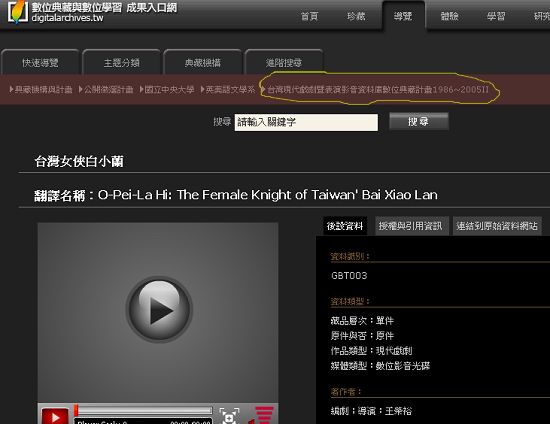 數位典藏與數位學習 成果入口網
digitalarchives.tw
首頁 珍藏 導覽 體驗 學習 研究
快速導覽 主題分類 典藏機構 進階搜尋
典藏機構與計畫 公開徵選計畫 國立中央大學 英美語文學系 台灣現代戲劇暨表演影音資料庫數位典藏計畫1986~2005II
搜尋 請輸入關鍵字 搜尋
台灣女俠白小蘭
翻譯名稱：O-Pei-La Hi: The Female Knight of Taiwan' Bai Xiao Lan
後設資料 授權與引用資訊 連結到原始資料網站
資料識別：
GBT003
資料類型：
藏品層次：單件
原件與否：原件
作品類型：現代戲劇
媒體類型：數位影音光碟
著作者：
編劇；導演：王榮裕